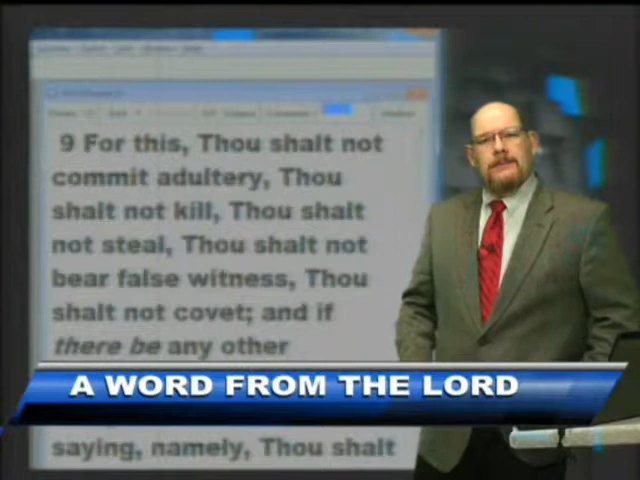 9 For this, Thou shalt not
commit adultery, Thou
shalt not kill, Thou shalt
not steal, Thou shalt not
bear false witness, Thou
shalt not covet; and if
there be any other
A WORD FROM THE LORD
saying, namely, Thou shalt